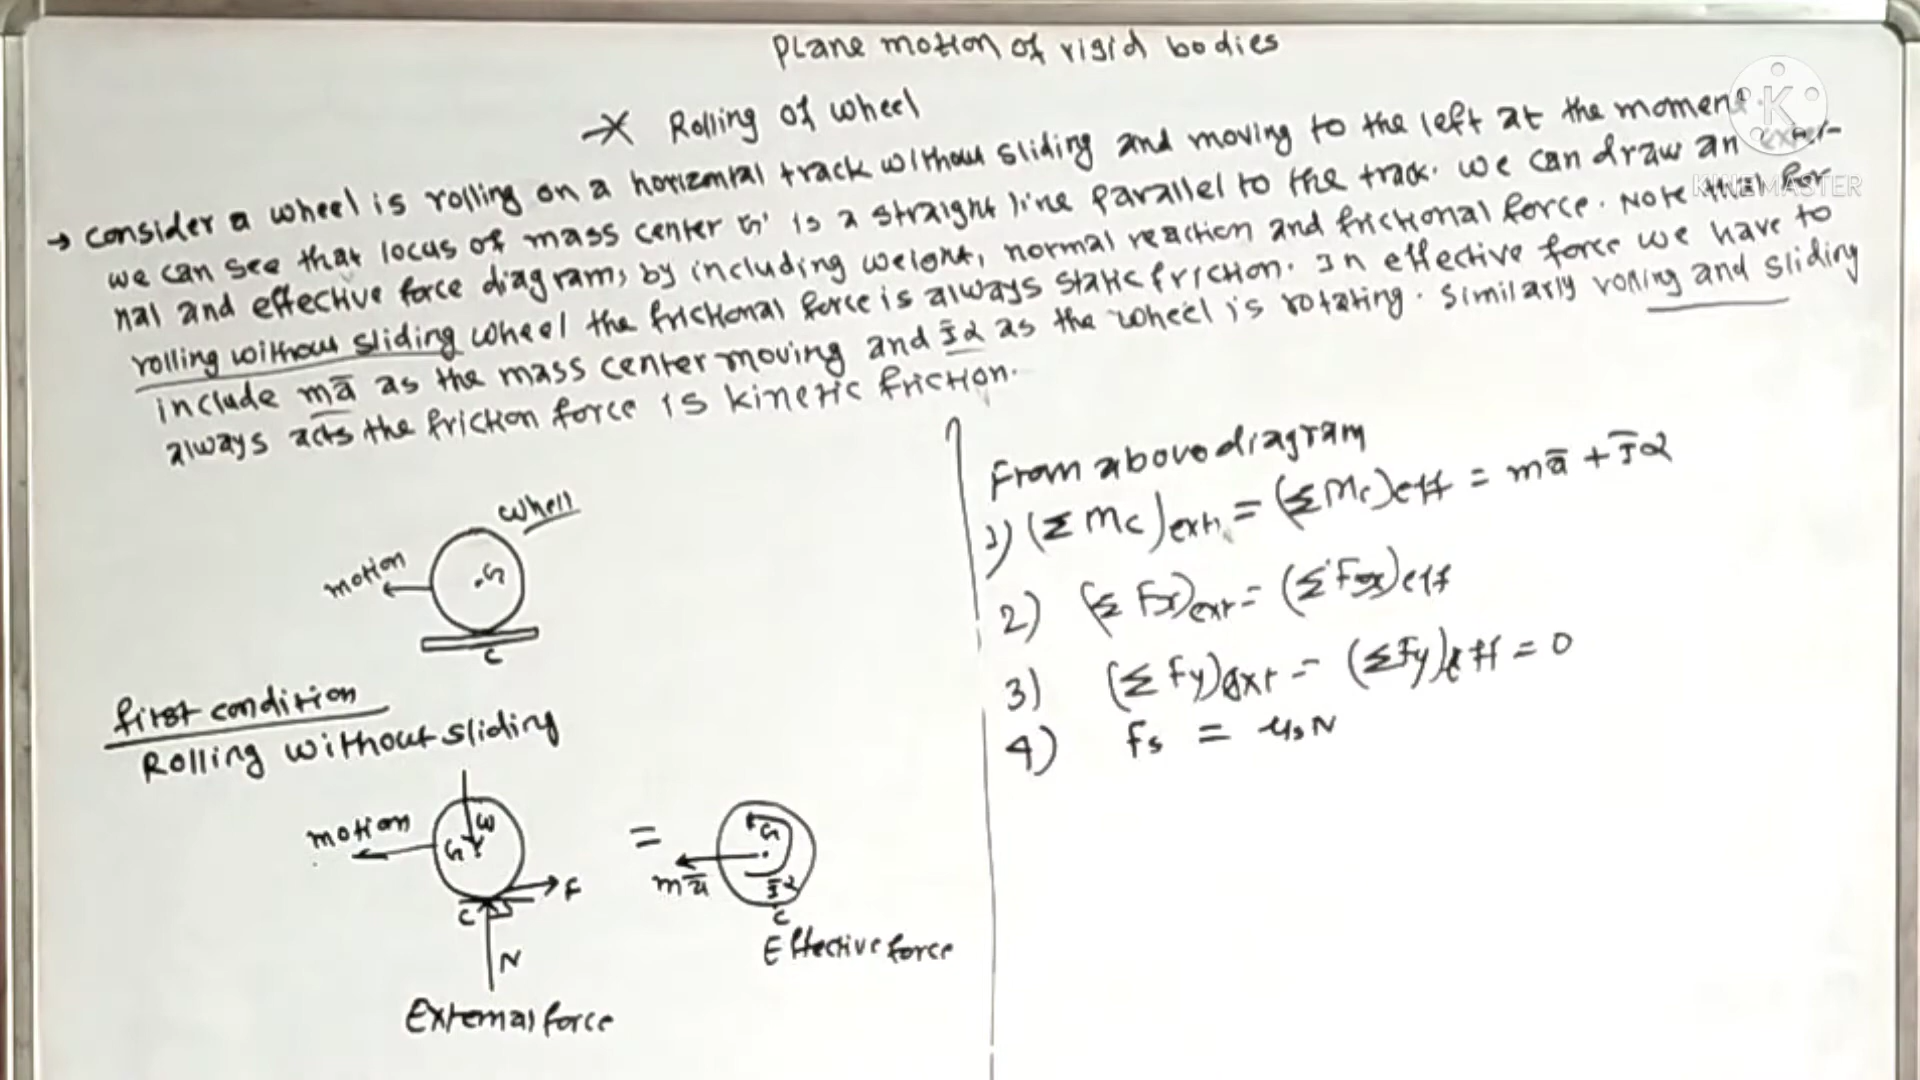 Plane motion of rigid bodies
Rolling of wheel
→ consider a wheel is rolling on a horizontal track without sliding and moving to the left at the moment.
we can see that locus of mass center G' is a straight line parallel to the track. we can draw an exter-
nal and effective force diagram, by including weight, normal reaction and frictional force. Note that for
rolling without sliding wheel the frictional force is always static friction. In effective force we have to
include mā as the mass center moving and Īα as the wheel is rotating. Similarly rolling and sliding
always acts the friction force is kinetic friction.
whell
motion
G
c
first condition
Rolling without sliding
motion
G
W
F
C
N
External force
=
G
mā
Īα
c
Effective force
From above diagram
1) (Σ Mc)ext, = (ΣMc)eff = mā + Īα
2) (Σ Fx)ext = (ΣFx)eff
3) (Σ Fy)ext = (ΣFy)eff = 0
4) Fs = μsN
K
KINEMASTER